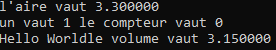 l'aire vaut 3.300000
un vaut 1 le compteur vaut 0
Hello Worldle volume vaut 3.150000